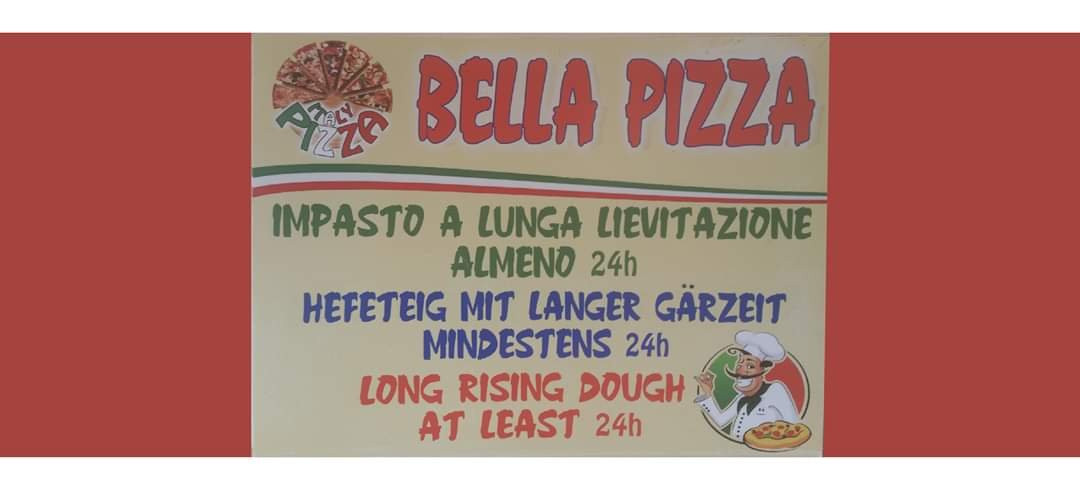 BELLA PIZZA
ITALY
PIZZA
IMPASTO A LUNGA LIEVITAZIONE
ALMENO 24h
HEFETEIG MIT LANGER GÄRZEIT
MINDESTENS 24h
LONG RISING DOUGH
AT LEAST 24h